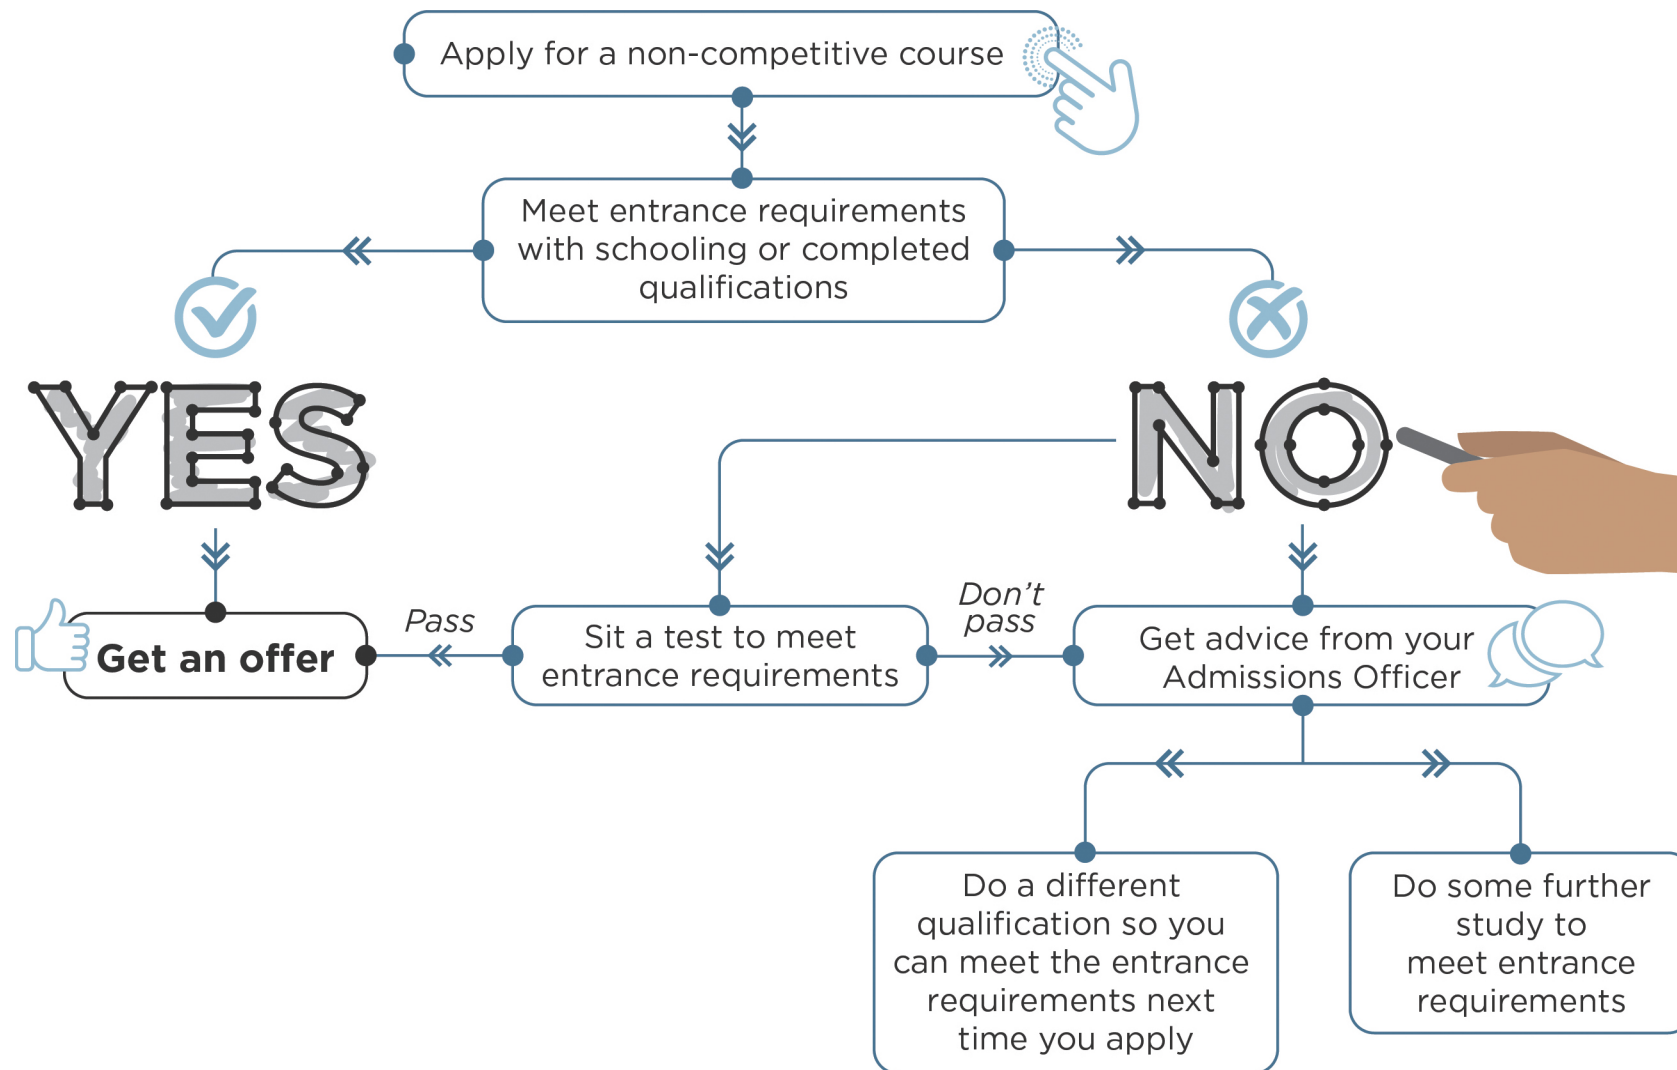 Apply for a non-competitive course
Meet entrance requirements
with schooling or completed
qualifications
YES
NO
Get an offer
Pass
Sit a test to meet
entrance requirements
Don't
pass
Get advice from your
Admissions Officer
Do a different
qualification so you
can meet the entrance
requirements next
time you apply
Do some further
study to
meet entrance
requirements